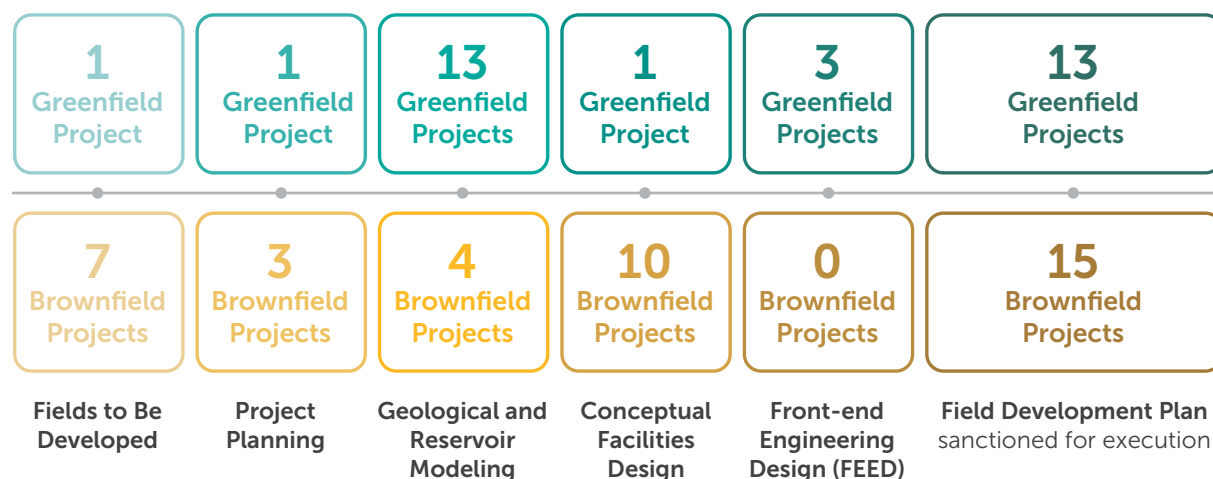 1
Greenfield
Project
1
Greenfield
Project
13
Greenfield
Projects
1
Greenfield
Project
3
Greenfield
Projects
13
Greenfield
Projects
7
Brownfield
Projects
3
Brownfield
Projects
4
Brownfield
Projects
10
Brownfield
Projects
0
Brownfield
Projects
15
Brownfield
Projects
Fields to Be
Developed
Project
Planning
Geological and
Reservoir
Modeling
Conceptual
Facilities
Design
Front-end
Engineering
Design (FEED)
Field Development Plan
sanctioned for execution